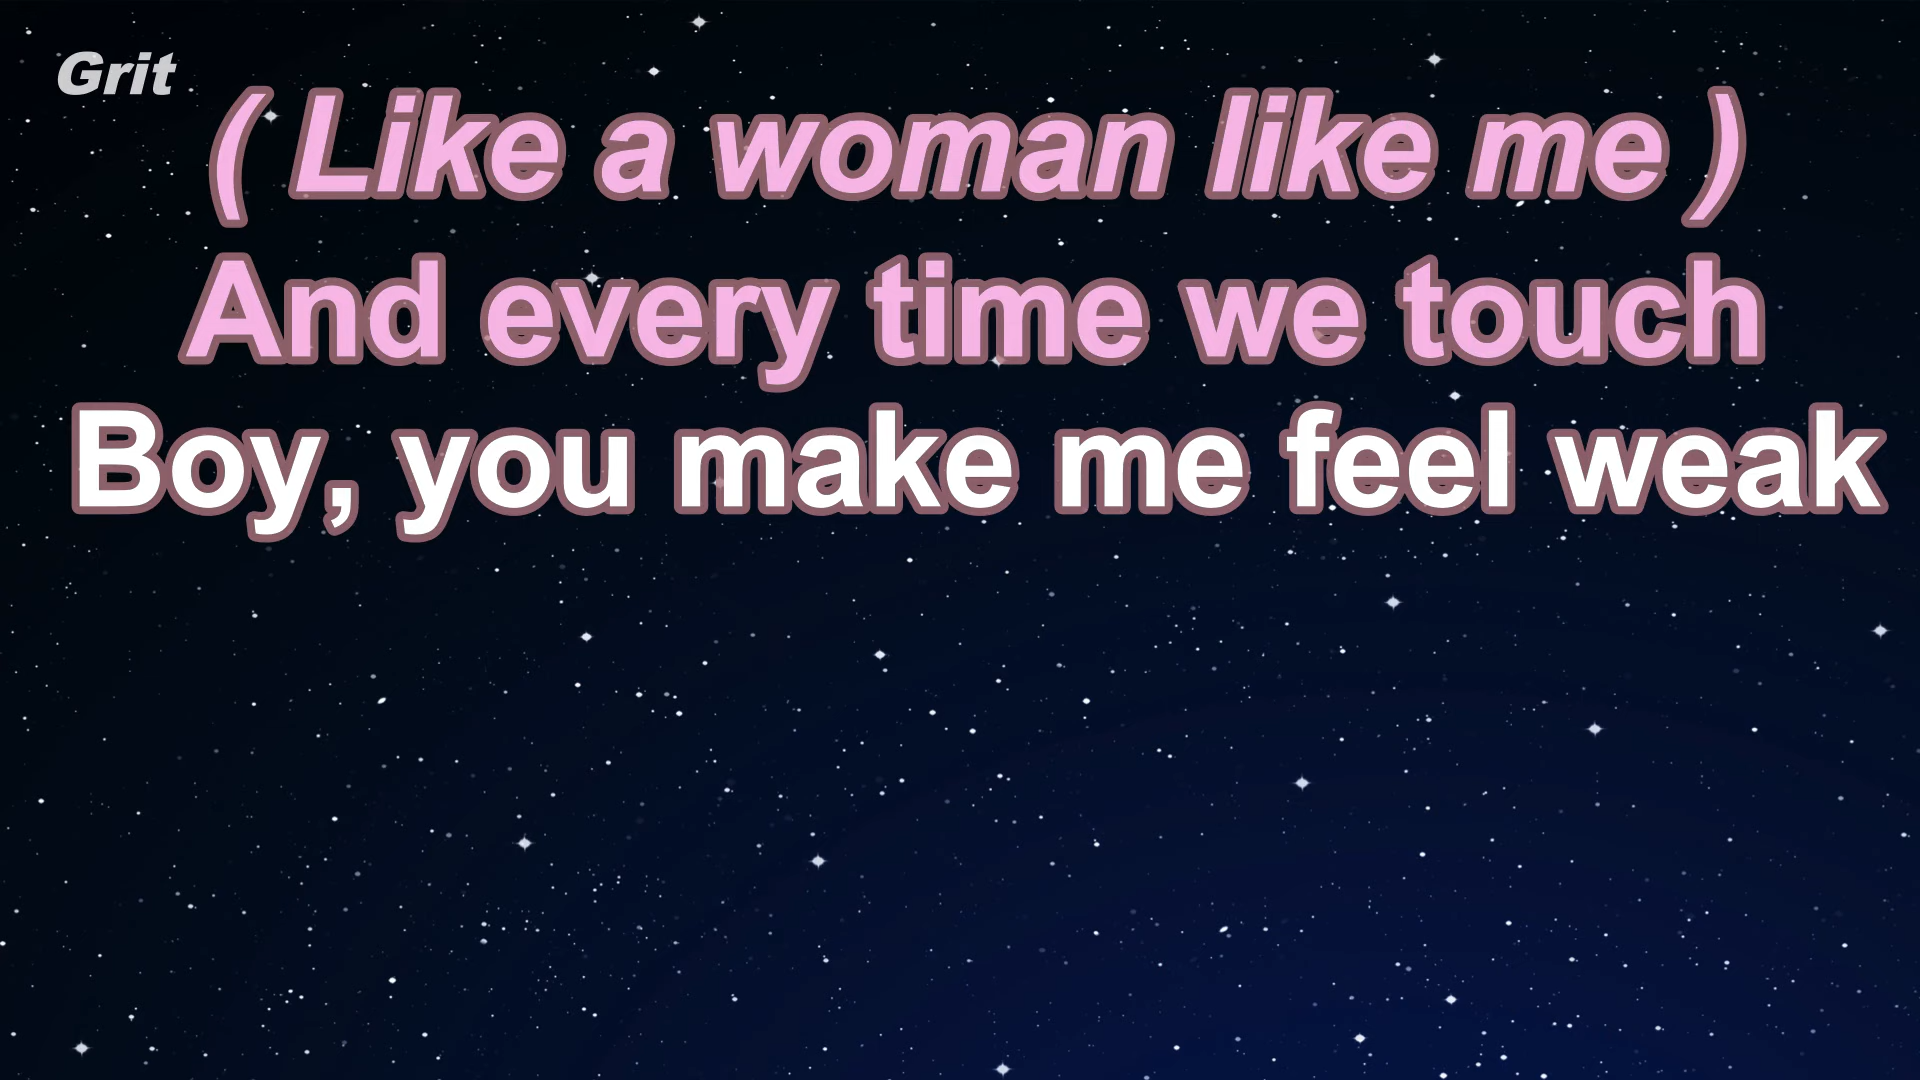 Grit
( Like a woman like me )
And every time we touch
Boy, you make me feel weak